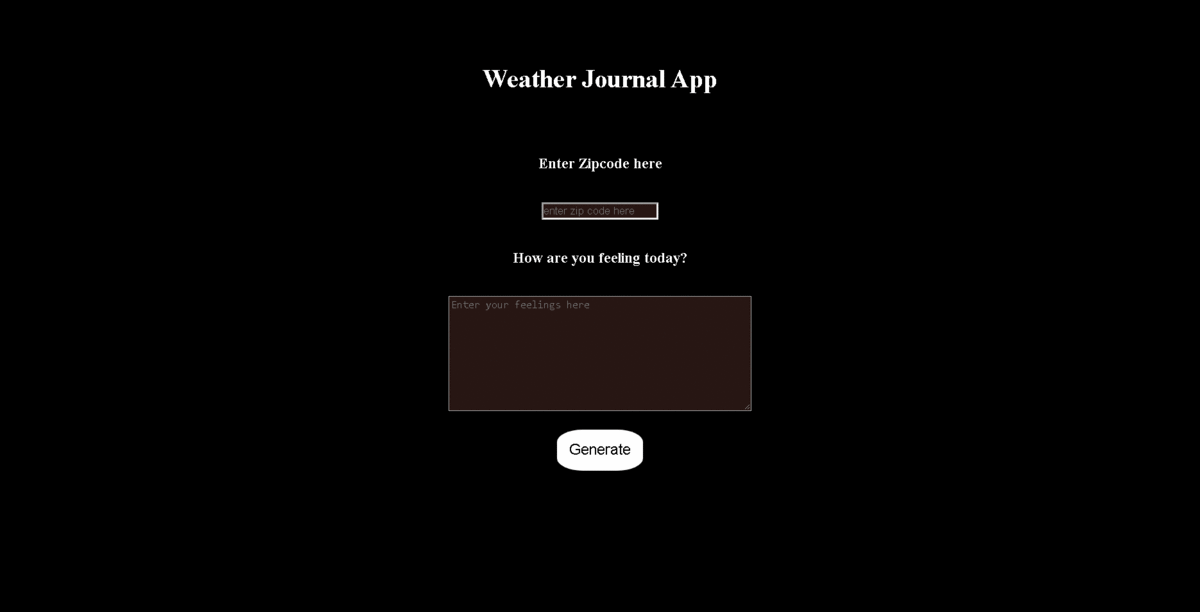 Weather Journal App
Enter Zipcode here
enter zip code here
How are you feeling today?
Enter your feelings here
Generate